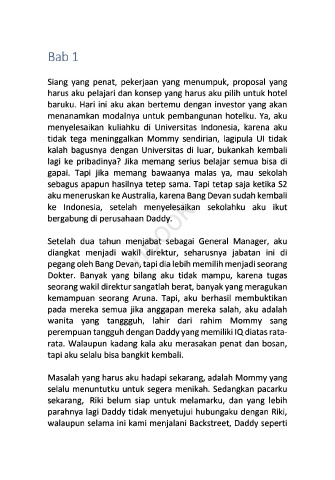 Bab 1
Siang yang penat, pekerjaan yang menumpuk, proposal yang
harus aku pelajari dan konsep yang harus aku pilih untuk hotel
baruku. Hari ini aku akan bertemu dengan investor yang akan
menanamkan modalnya untuk pembangunan hotelku. Ya, aku
menyelesaikan kuliahku di Universitas Indonesia, karena aku
tidak tega meninggalkan Mommy sendirian, lagipula UI tidak
kalah bagusnya dengan Universitas di luar, bukankah kembali
lagi ke pribadinya? Jika memang serius belajar semua bisa di
gapai. Tapi jika memang bawaanya malas ya, mau sekolah
sebagus apapun hasilnya tetep sama. Tapi tetap saja ketika S2
aku meneruskan ke Australia, karena Bang Devan sudah kembali
ke Indonesia, setelah menyelesaikan sekolahku aku ikut
bergabung di perusahaan Daddy.
Setelah dua tahun menjabat sebagai General Manager, aku
diangkat menjadi wakil direktur, seharusnya jabatan ini di
pegang oleh Bang Devan, tapi dia lebih memilih menjadi seorang
Dokter. Banyak yang bilang aku tidak mampu, karena tugas
seorang wakil direktur sangatlah berat, banyak yang meragukan
kemampuan seorang Aruna. Tapi, aku berhasil membuktikan
pada mereka semua jika anggapan mereka salah, aku adalah
wanita yang tanggguh, lahir dari rahim Mommy sang
perempuan tangguh dengan Daddy yang memiliki IQ diatas rata-
rata. Walaupun kadang kala aku merasakan penat dan bosan,
tapi aku selalu bisa bangkit kembali.
Masalah yang harus aku hadapi sekarang, adalah Mommy yang
selalu menuntutku untuk segera menikah. Sedangkan pacarku
sekarang, Riki belum siap untuk melamarku, dan yang lebih
parahnya lagi Daddy tidak menyetujui hubungaku dengan Riki,
walaupun selama ini kami menjalani Backstreet, Daddy seperti